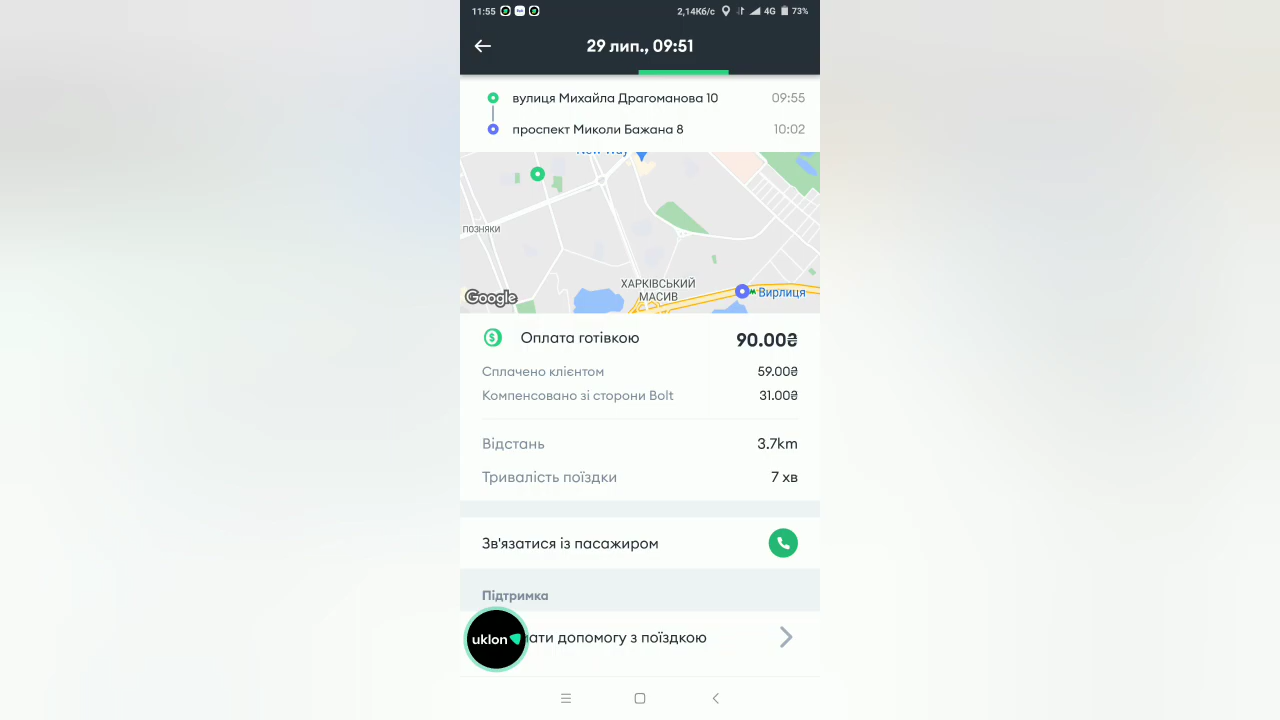 11:55 2,14Кб/с 4G 73%
29 лип., 09:51
вулиця Михайла Драгоманова 10 09:55
проспект Миколи Бажана 8 10:02
New Way
ПОЗНЯКИ
ХАРКІВСЬКИЙ
МАСИВ
Вирлиця
Google
Оплата готівкою 90.00₴
Сплачено клієнтом 59.00₴
Компенсовано зі сторони Bolt 31.00₴
Відстань 3.7km
Тривалість поїздки 7 хв
Зв'язатися із пасажиром
Підтримка
uklon
допомогу з поїздкою